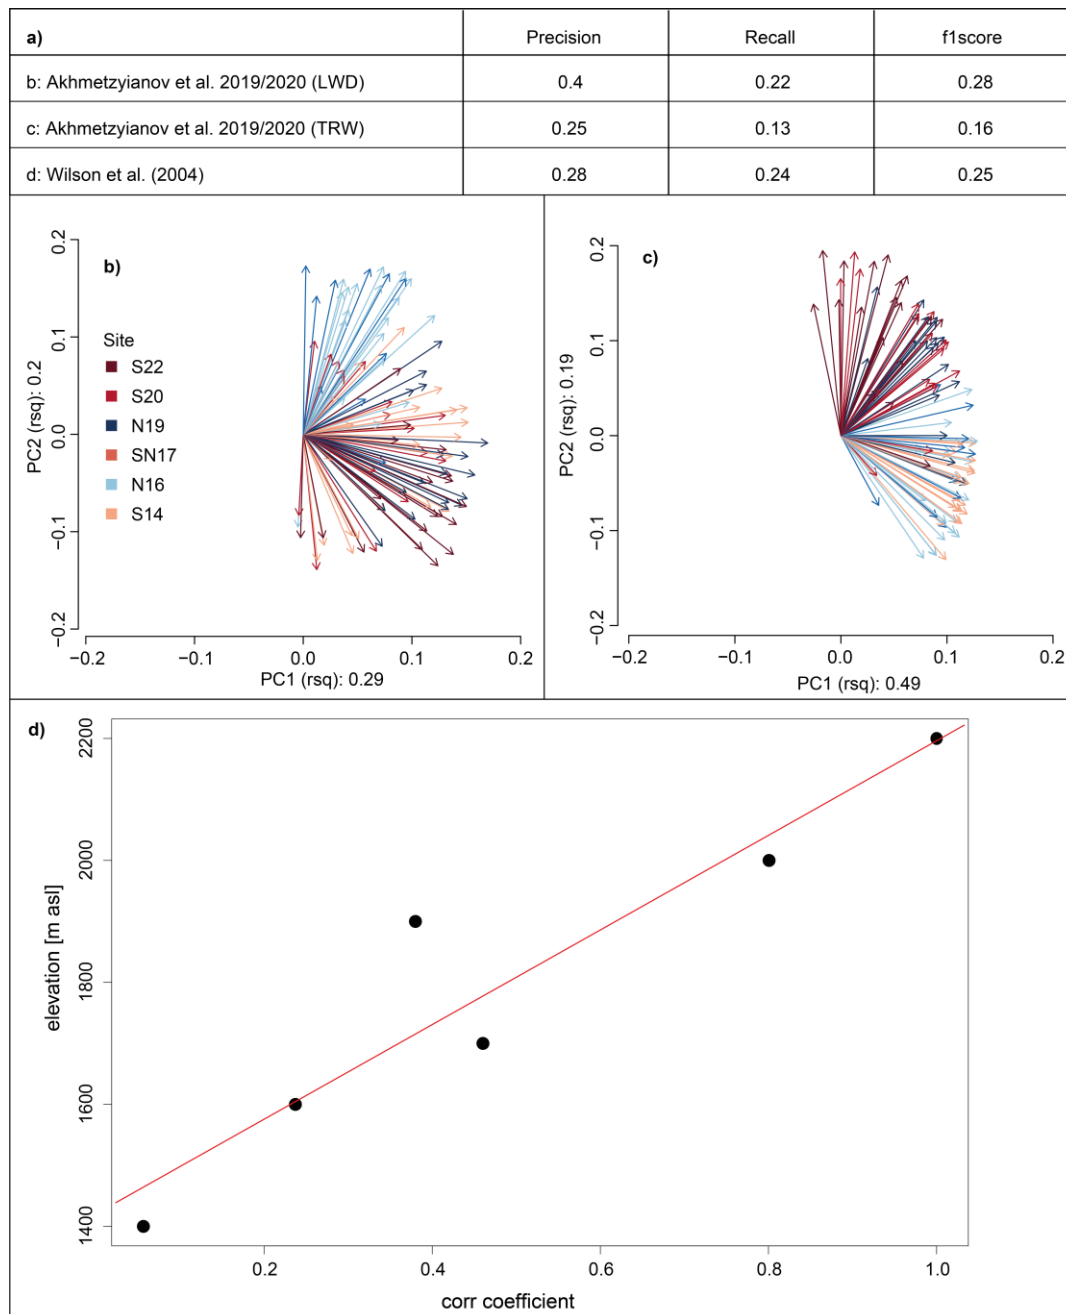 a) Precision Recall f1score
b: Akhmetzyianov et al. 2019/2020 (LWD) 0.4 0.22 0.28
c: Akhmetzyianov et al. 2019/2020 (TRW) 0.25 0.13 0.16
d: Wilson et al. (2004) 0.28 0.24 0.25
b)
Site
S22
S20
N19
SN17
N16
S14
PC2 (rsq): 0.2
0.2
0.1
0.0
−0.1
−0.2
−0.2 −0.1 0.0 0.1 0.2
PC1 (rsq): 0.29
c)
PC2 (rsq): 0.19
0.2
0.1
0.0
−0.1
−0.2
−0.2 −0.1 0.0 0.1 0.2
PC1 (rsq): 0.49
d)
elevation [m asl]
2200
2000
1800
1600
1400
0.2 0.4 0.6 0.8 1.0
corr coefficient